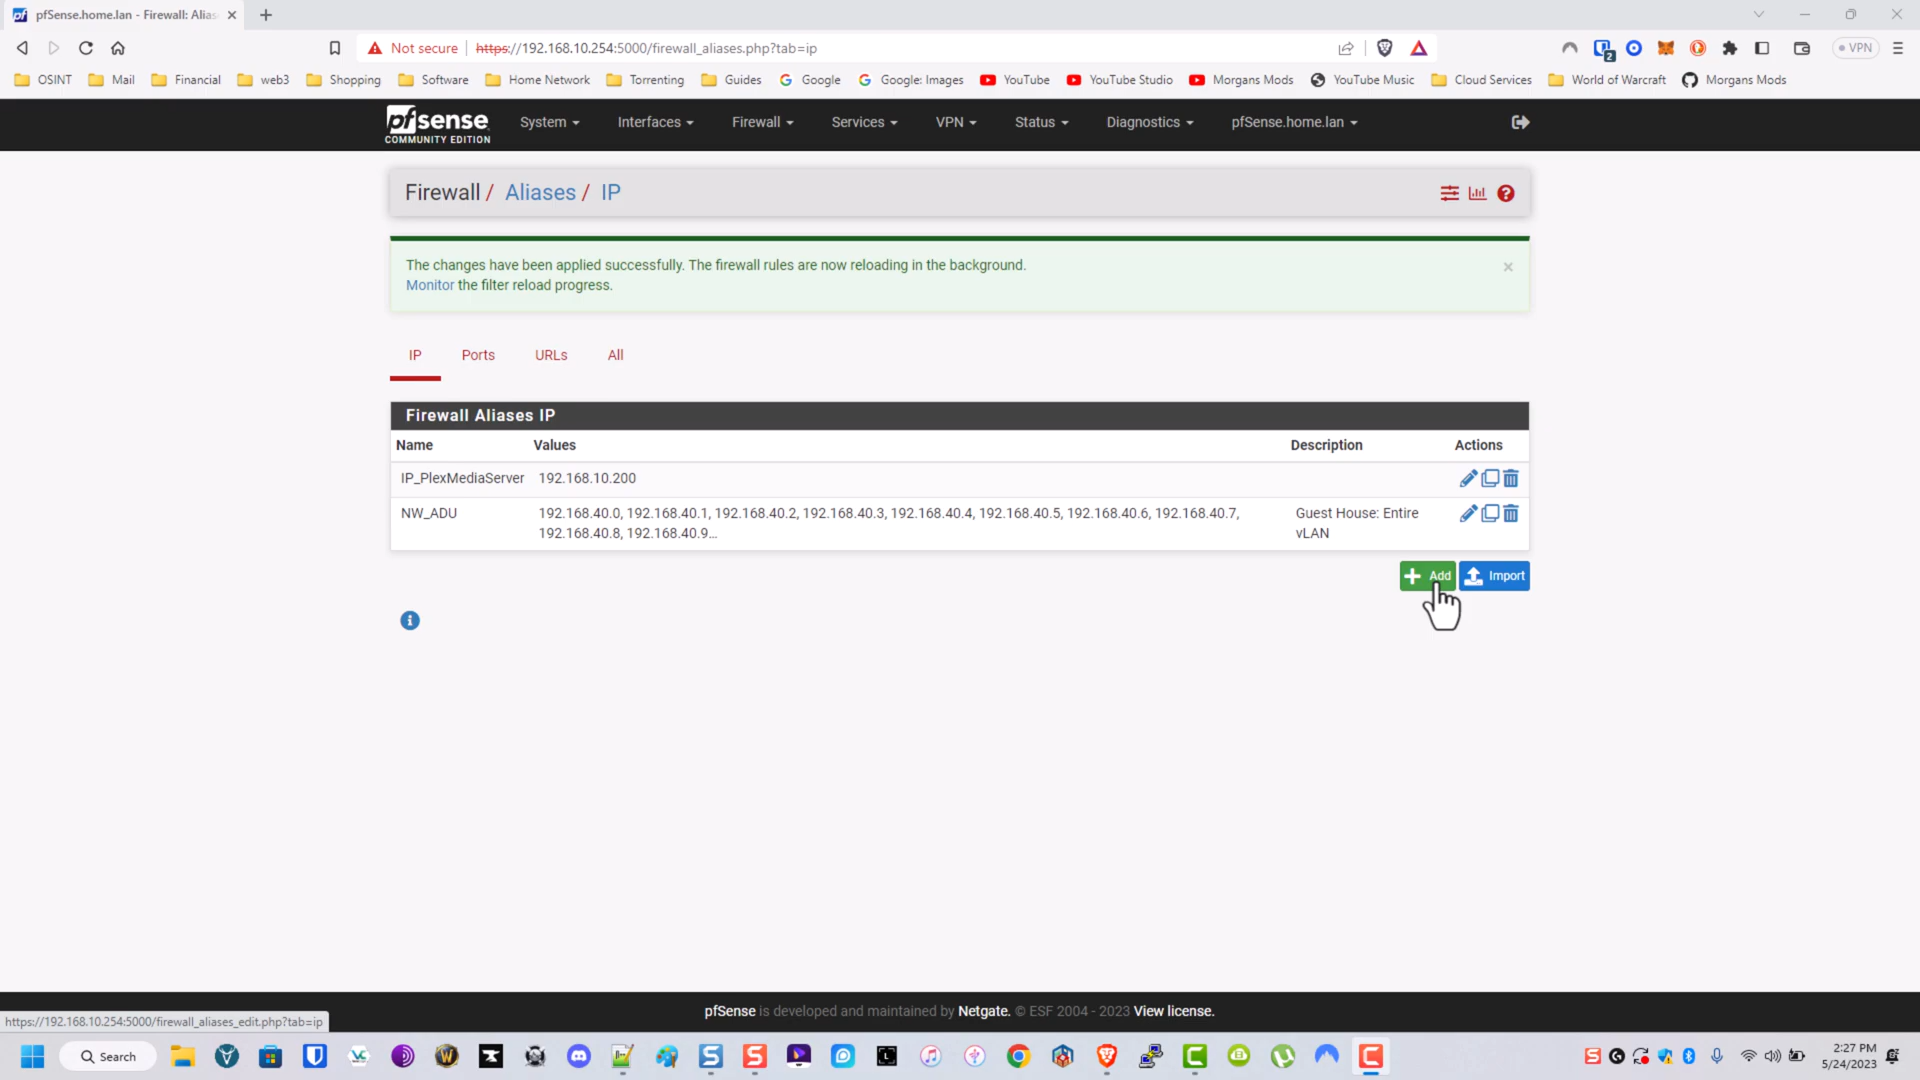 pfSense.home.lan - Firewall: Alias
Not secure https://192.168.10.254:5000/firewall_aliases.php?tab=ip
2
VPN
OSINT Mail Financial web3 Shopping Software Home Network Torrenting Guides Google Google: Images YouTube YouTube Studio Morgans Mods YouTube Music Cloud Services World of Warcraft Morgans Mods
pfsense
COMMUNITY EDITION
System Interfaces Firewall Services VPN Status Diagnostics pfSense.home.lan
Firewall / Aliases / IP
The changes have been applied successfully. The firewall rules are now reloading in the background.
Monitor the filter reload progress.
IP Ports URLs All
Firewall Aliases IP
Name Values Description Actions
IP_PlexMediaServer 192.168.10.200
NW_ADU 192.168.40.0, 192.168.40.1, 192.168.40.2, 192.168.40.3, 192.168.40.4, 192.168.40.5, 192.168.40.6, 192.168.40.7, Guest House: Entire
192.168.40.8, 192.168.40.9... vLAN
Add Import
pfSense is developed and maintained by Netgate. © ESF 2004 - 2023 View license.
https://192.168.10.254:5000/firewall_aliases_edit.php?tab=ip
Search
2:27 PM
5/24/2023